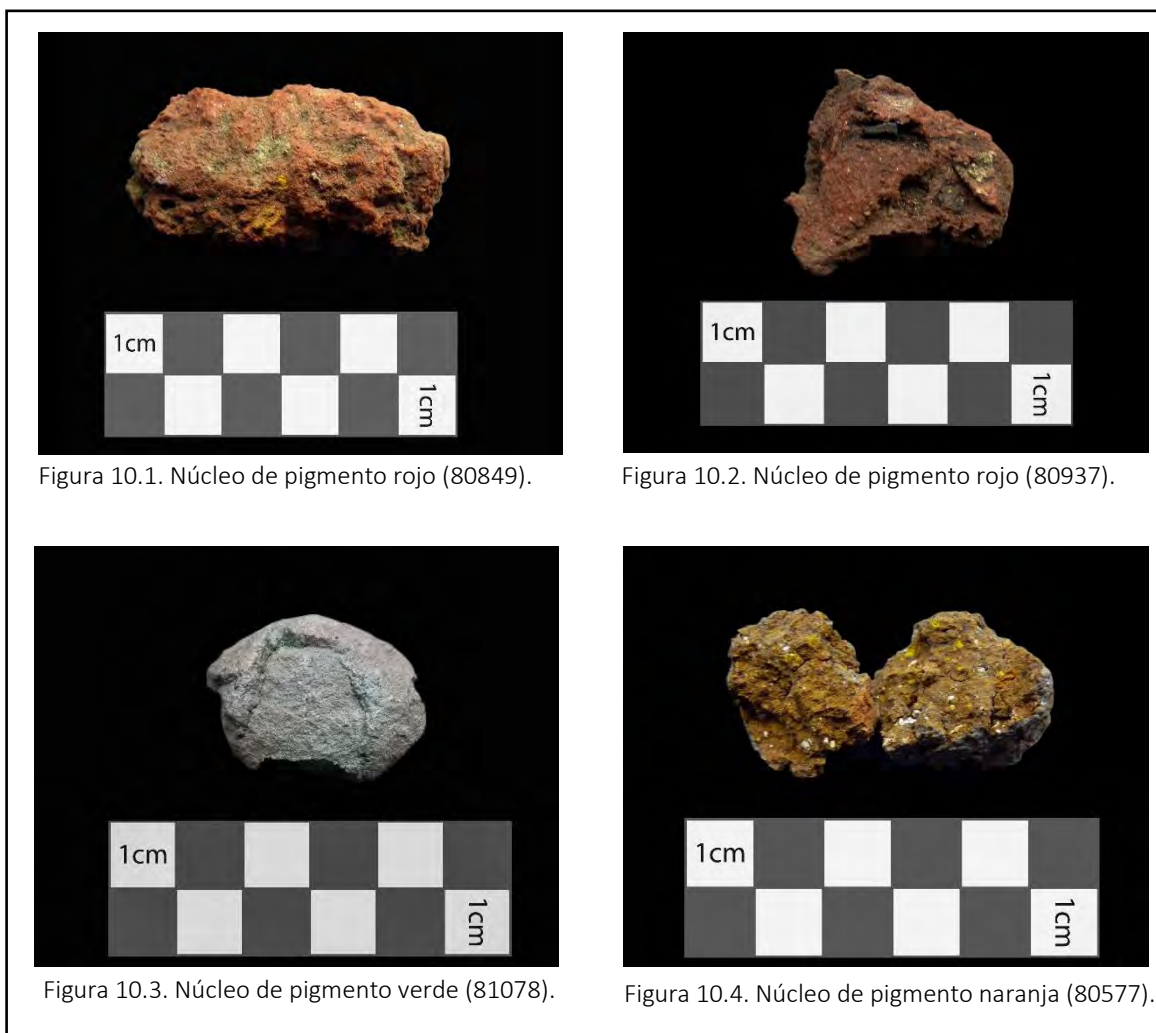 1cm
1cm
Figura 10.1. Núcleo de pigmento rojo (80849).
1cm
1cm
Figura 10.2. Núcleo de pigmento rojo (80937).
1cm
1cm
Figura 10.3. Núcleo de pigmento verde (81078).
1cm
1cm
Figura 10.4. Núcleo de pigmento naranja (80577).